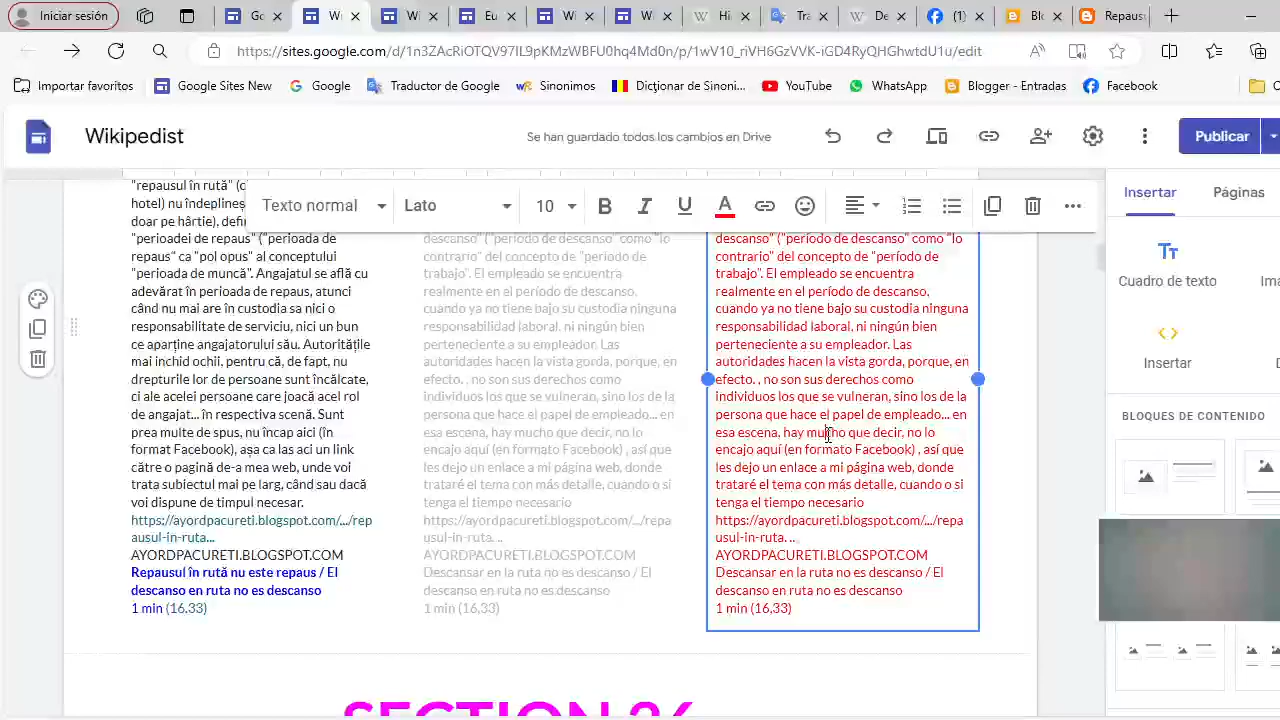 Iniciar sesión
Go
W
W
Eu
Wi
W
Hi
Tra
De
(1)
Blo
Repaus
https://sites.google.com/d/1n3ZAcRiOTQV97IL9pKMzWBFU0hq4Md0n/p/1wV10_riVH6GzVVK-iGD4RyQHGhwtdU1u/edit
Importar favoritos
Google Sites New
Google
Traductor de Google
Sinonimos
Dicționar de Sinoni...
YouTube
WhatsApp
Blogger - Entradas
Facebook
Wikipedist
Se han guardado todos los cambios en Drive
Publicar
Texto normal
Lato
10
Insertar
Páginas
Cuadro de texto
Imá
Insertar
BLOQUES DE CONTENIDO
"repausul în rută" (c
hotel) nu îndeplineș
doar pe hârtie), defi
"perioadei de repaus" ("perioada de
repaus" ca "pol opus" al conceptului
"perioada de muncă". Angajatul se află cu
adevărat în perioada de repaus, atunci
când nu mai are în custodia sa nici o
responsabilitate de serviciu, nici un bun
ce aparține angajatorului său. Autoritățile
mai inchid ochii, pentru că, de fapt, nu
drepturile lor de persoane sunt încălcate,
ci ale acelei persoane care joacă acel rol
de angajat... în respectiva scenă. Sunt
prea multe de spus, nu încap aici (în
format Facebook), așa ca las aci un link
către o pagină de-a mea web, unde voi
trata subiectul mai pe larg, când sau dacă
voi dispune de timpul necesar.
https://ayordpacureti.blogspot.com/.../rep
ausul-in-ruta...
AYORDPACURETI.BLOGSPOT.COM
Repausul în rută nu este repaus / El
descanso en ruta no es descanso
1 min (16,33)
descanso" ("período de descanso" como "lo
contrario" del concepto de "período de
trabajo". El empleado se encuentra
realmente en el período de descanso,
cuando ya no tiene bajo su custodia ninguna
responsabilidad laboral, ni ningún bien
perteneciente a su empleador. Las
autoridades hacen la vista gorda, porque, en
efecto. , no son sus derechos como
individuos los que se vulneran, sino los de la
persona que hace el papel de empleado... en
esa escena, hay mucho que decir, no lo
encajo aquí (en formato Facebook) , así que
les dejo un enlace a mi página web, donde
trataré el tema con más detalle, cuando o si
tenga el tiempo necesario
https://ayordpacureti.blogspot.com/.../repa
usul-in-ruta. ..
AYORDPACURETI.BLOGSPOT.COM
Descansar en la ruta no es descanso / El
descanso en ruta no es descanso
1 min (16,33)
descanso" ("período de descanso" como "lo
contrario" del concepto de "período de
trabajo". El empleado se encuentra
realmente en el período de descanso,
cuando ya no tiene bajo su custodia ninguna
responsabilidad laboral, ni ningún bien
perteneciente a su empleador. Las
autoridades hacen la vista gorda, porque, en
efecto. , no son sus derechos como
individuos los que se vulneran, sino los de la
persona que hace el papel de empleado... en
esa escena, hay mucho que decir, no lo
encajo aquí (en formato Facebook) , así que
les dejo un enlace a mi página web, donde
trataré el tema con más detalle, cuando o si
tenga el tiempo necesario
https://ayordpacureti.blogspot.com/.../repa
usul-in-ruta. ..
AYORDPACURETI.BLOGSPOT.COM
Descansar en la ruta no es descanso / El
descanso en ruta no es descanso
1 min (16,33)
SECTION 36